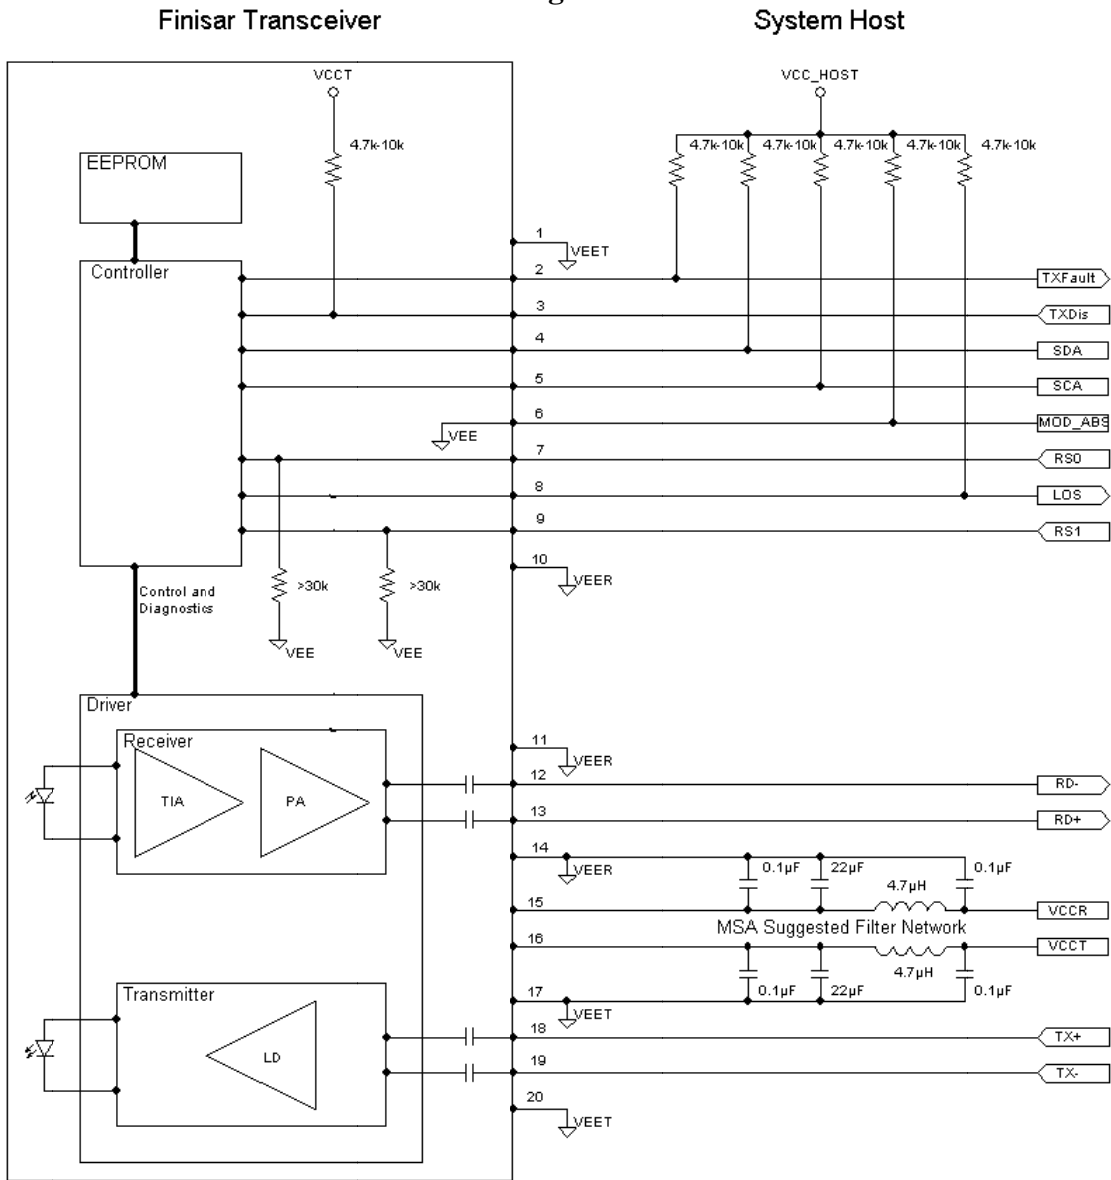 Finisar Transceiver
System Host
VCCT
VCC_HOST
4.7k-10k
4.7k-10k
4.7k-10k
4.7k-10k
4.7k-10k
4.7k-10k
EEPROM
1
VEET
Controller
2
TXFault
3
TXDis
4
SDA
5
SCA
6
MOD_ABS
VEE
7
RS0
8
LOS
9
RS1
10
VEER
Control and
Diagnostics
>30k
>30k
VEE
VEE
Driver
Receiver
11
VEER
TIA
PA
12
RD-
13
RD+
14
VEER
0.1µF
22µF
4.7µH
0.1µF
15
VCCR
MSA Suggested Filter Network
16
VCCT
4.7µH
0.1µF
22µF
0.1µF
Transmitter
17
VEET
18
TX+
LD
19
TX-
20
VEET